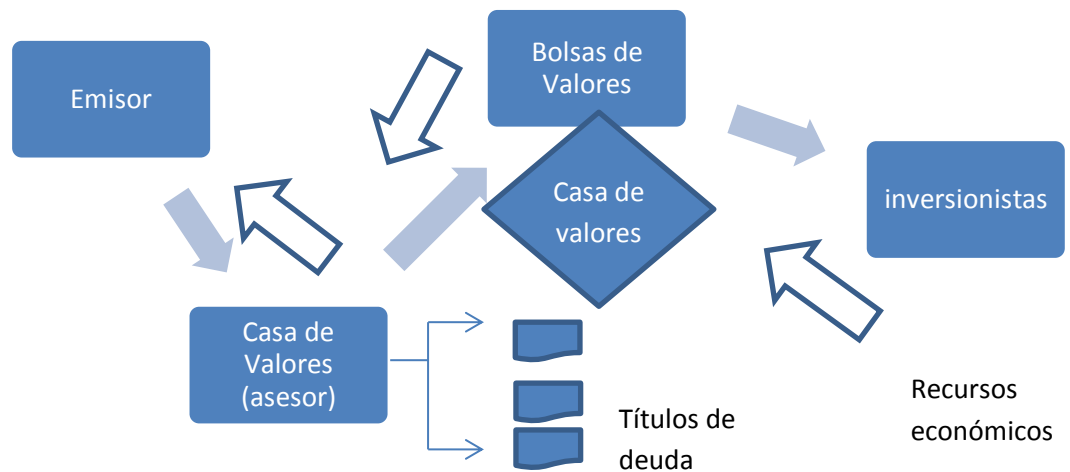 Emisor
Bolsas de
Valores
Casa de
valores
inversionistas
Casa de
Valores
(asesor)
Títulos de
deuda
Recursos
económicos